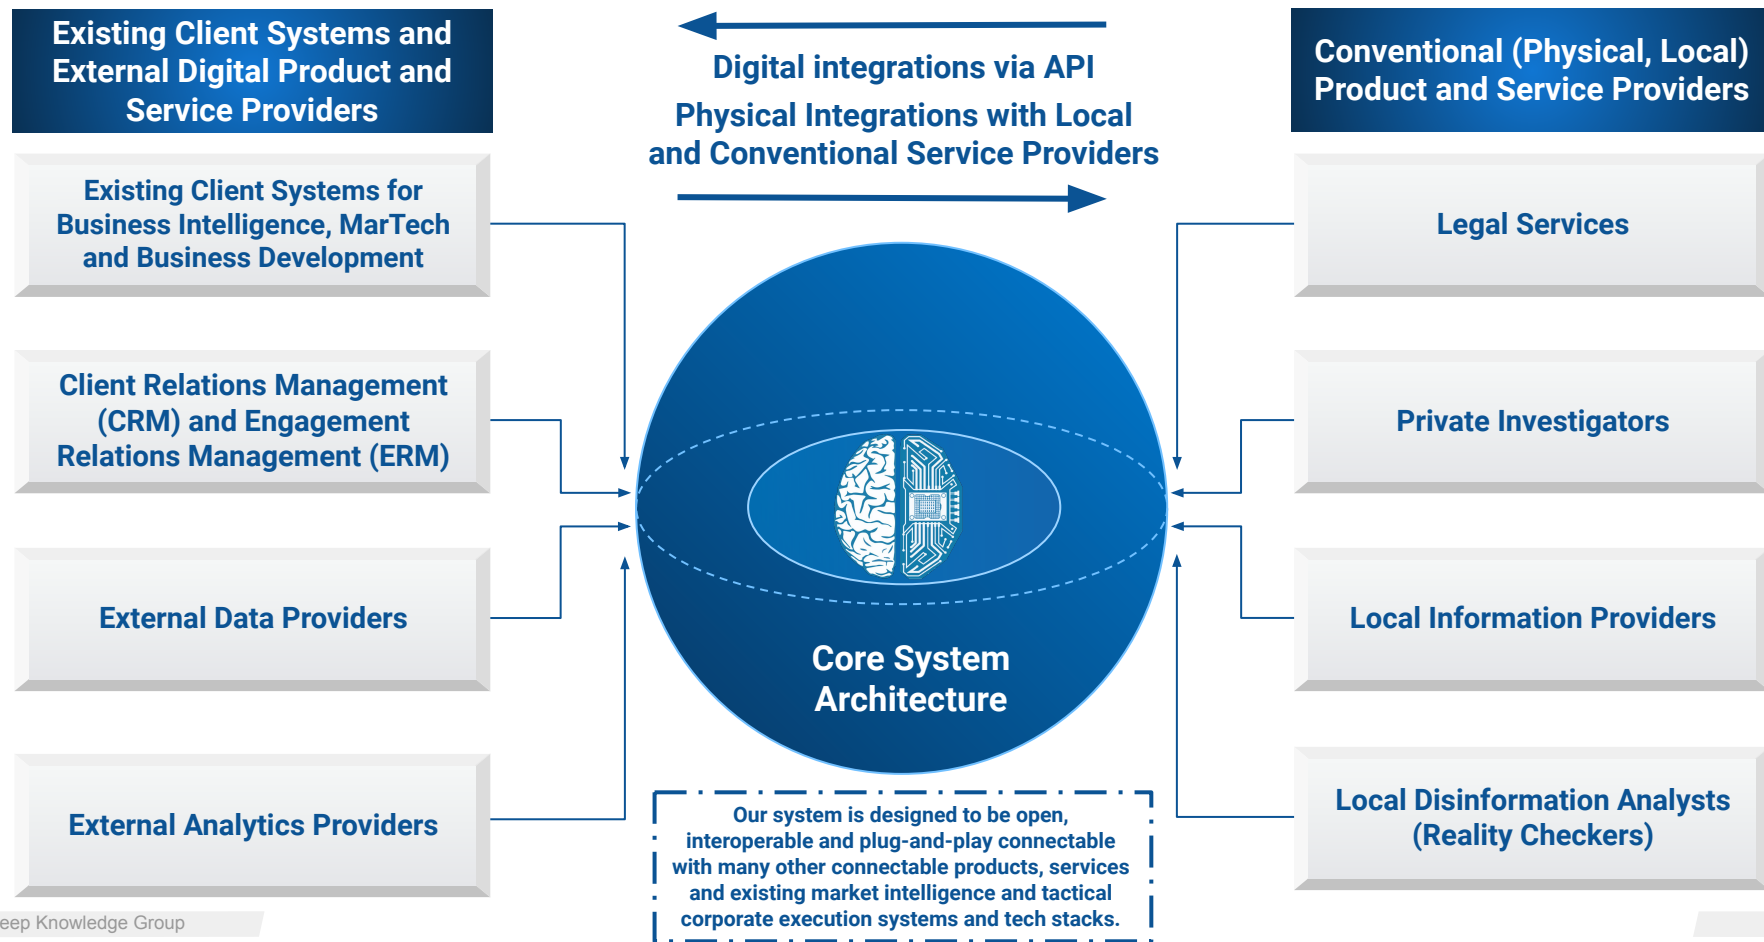 Existing Client Systems and
External Digital Product and
Service Providers
Digital integrations via API
Physical Integrations with Local
and Conventional Service Providers
Conventional (Physical, Local)
Product and Service Providers
Existing Client Systems for
Business Intelligence, MarTech
and Business Development
Client Relations Management
(CRM) and Engagement
Relations Management (ERM)
External Data Providers
External Analytics Providers
Core System
Architecture
Our system is designed to be open,
interoperable and plug-and-play connectable
with many other connectable products, services
and existing market intelligence and tactical
corporate execution systems and tech stacks.
Legal Services
Private Investigators
Local Information Providers
Local Disinformation Analysts
(Reality Checkers)
eep Knowledge Group